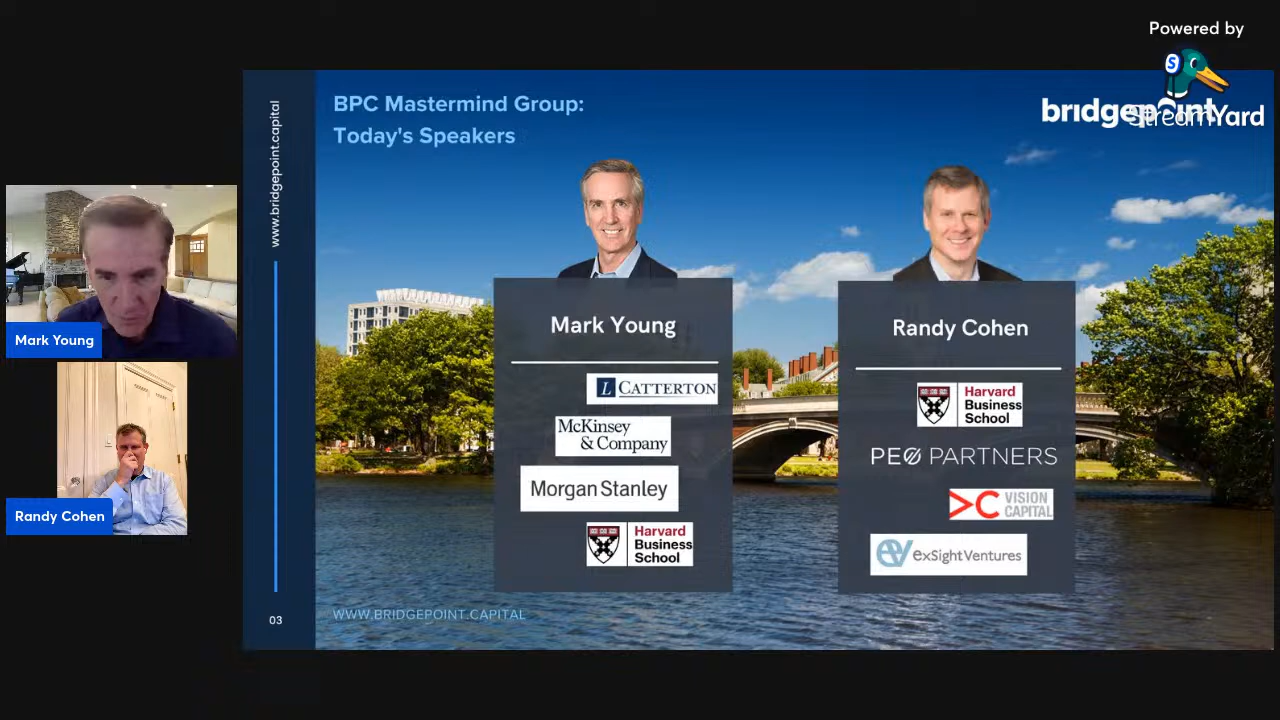 Powered by
StreamYard
bridgepoint
www.bridgepoint.capital
BPC Mastermind Group:
Today's Speakers
Mark Young
L CATTERTON
McKinsey
& Company
Morgan Stanley
Harvard
Business
School
Randy Cohen
Harvard
Business
School
PEO PARTNERS
VISION
CAPITAL
exSightVentures
Mark Young
Randy Cohen
03
WWW.BRIDGEPOINT.CAPITAL